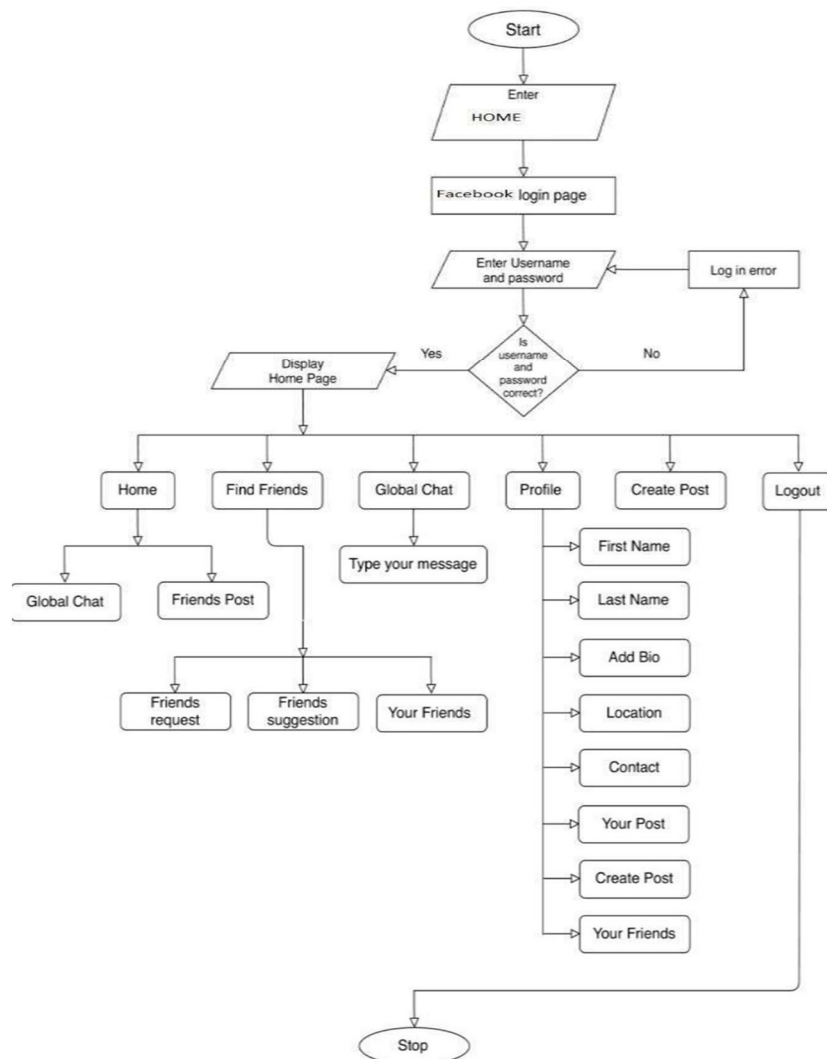 Start
Enter
HOME
Facebook login page
Enter Username
and password
Log in error
Is
username
and
password
correct?
Yes
No
Display
Home Page
Home
Find Friends
Global Chat
Profile
Create Post
Logout
Global Chat
Friends Post
Type your message
First Name
Last Name
Add Bio
Friends
request
Friends
suggestion
Your Friends
Location
Contact
Your Post
Create Post
Your Friends
Stop